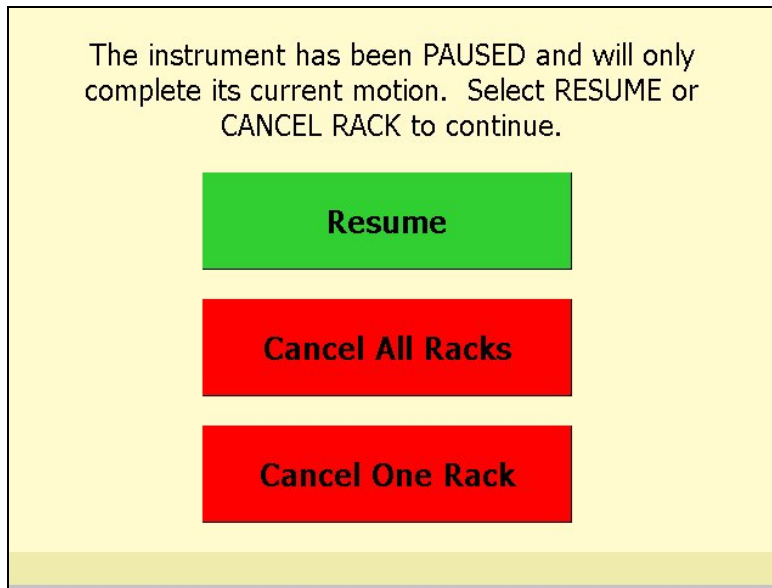 The instrument has been PAUSED and will only
complete its current motion.  Select RESUME or
CANCEL RACK to continue.
Resume
Cancel All Racks
Cancel One Rack